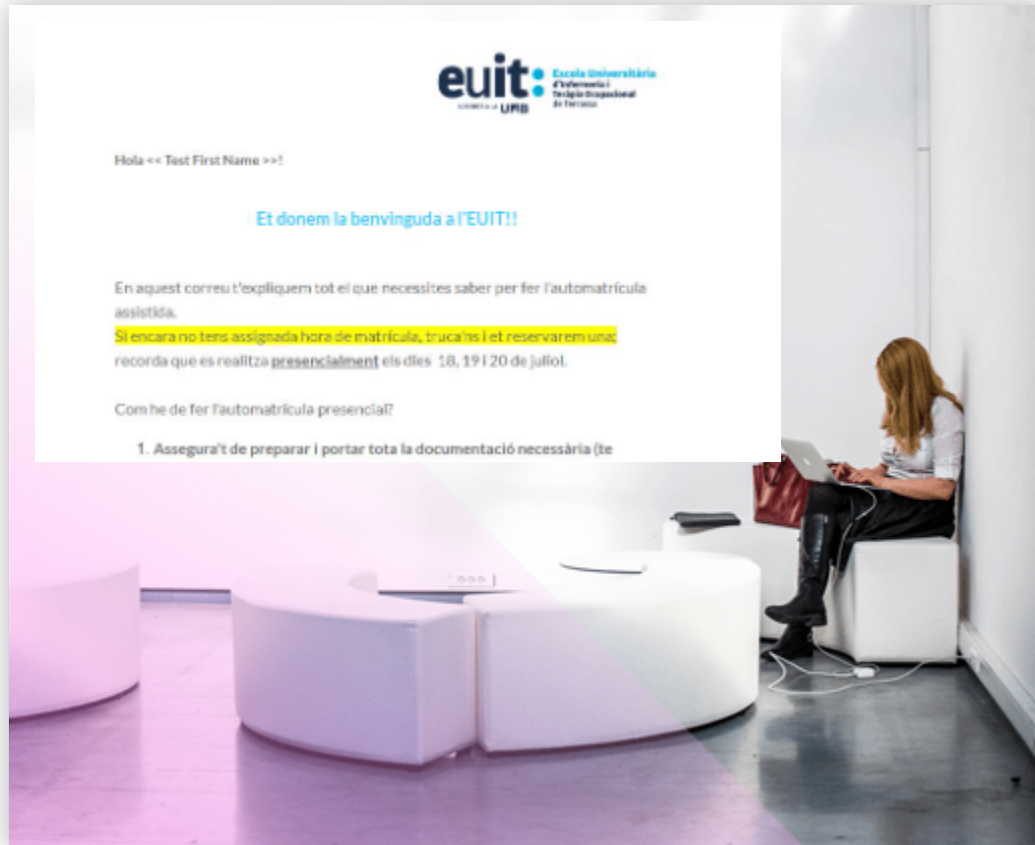 euit:
Escola Universitària
d'Infermeria i
Teràpia Ocupacional
de Terrassa
UAB
Hola << Test First Name >>!
Et donem la benvinguda a l'EUIT!!
En aquest correu t'expliquem tot el que necessites saber per fer l'automatrícula
assistida.
Si encara no tens assignada hora de matrícula, truca'ns i et reservarem una;
recorda que es realitza presencialment els dies 18, 19 i 20 de juliol.
Com he de fer l'automatrícula presencial?
1. Assegura't de preparar i portar tota la documentació necessària (te